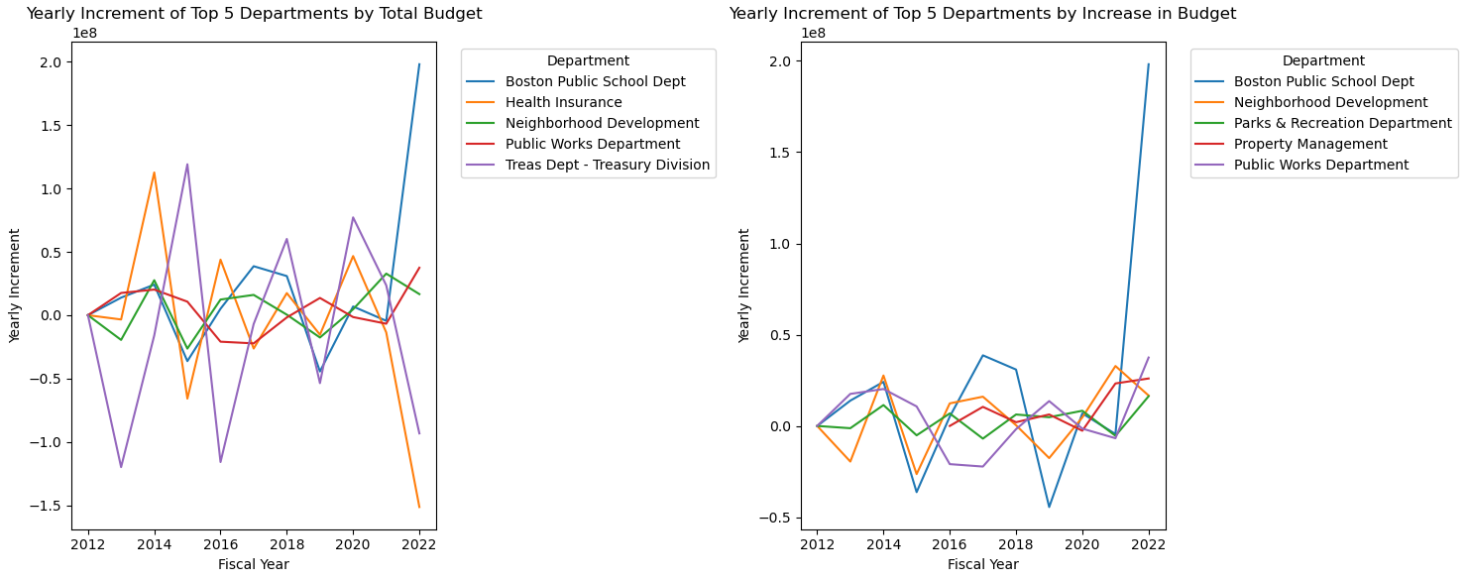 Yearly Increment of Top 5 Departments by Total Budget
1e8
2.0
1.5
1.0
0.5
0.0
−0.5
−1.0
−1.5
Yearly Increment
2012 2014 2016 2018 2020 2022
Fiscal Year
Department
Boston Public School Dept
Health Insurance
Neighborhood Development
Public Works Department
Treas Dept - Treasury Division
Yearly Increment of Top 5 Departments by Increase in Budget
1e8
2.0
1.5
1.0
0.5
0.0
−0.5
Yearly Increment
2012 2014 2016 2018 2020 2022
Fiscal Year
Department
Boston Public School Dept
Neighborhood Development
Parks & Recreation Department
Property Management
Public Works Department